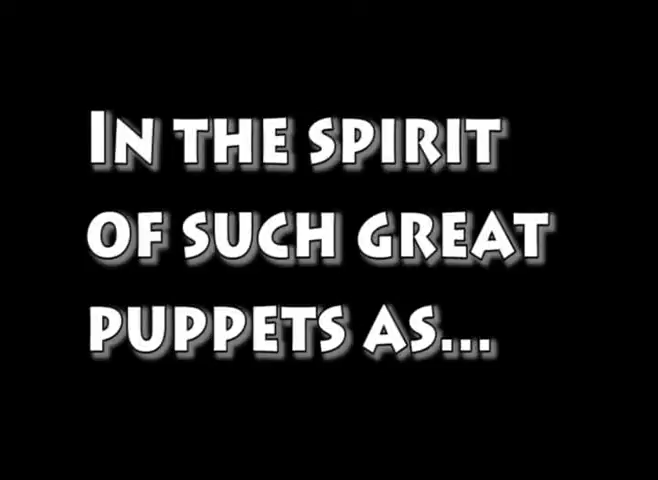 In the spirit
of such great
puppets as...